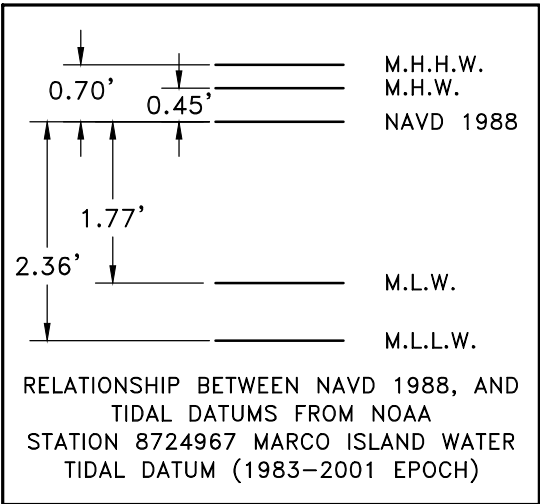 M.H.H.W.
0.70'
M.H.W.
0.45'
NAVD 1988
1.77'
2.36'
M.L.W.
M.L.L.W.
RELATIONSHIP BETWEEN NAVD 1988, AND
TIDAL DATUMS FROM NOAA
STATION 8724967 MARCO ISLAND WATER
TIDAL DATUM (1983–2001 EPOCH)